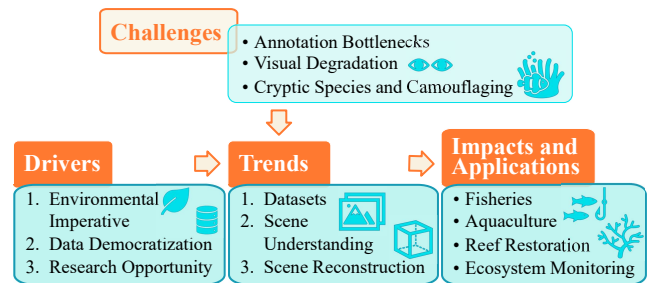 Challenges
• Annotation Bottlenecks
• Visual Degradation
• Cryptic Species and Camouflaging
Drivers
1. Environmental
Imperative
2. Data Democratization
3. Research Opportunity
Trends
1. Datasets
2. Scene
Understanding
3. Scene Reconstruction
Impacts and
Applications
• Fisheries
• Aquaculture
• Reef Restoration
• Ecosystem Monitoring